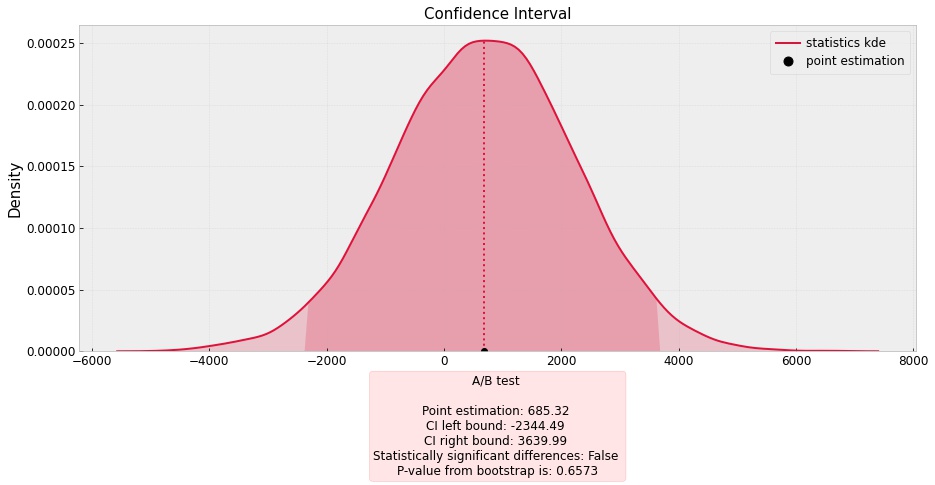 Confidence Interval
statistics kde
point estimation
Density
0.00025
0.00020
0.00015
0.00010
0.00005
0.00000
−6000 −4000 −2000 0 2000 4000 6000 8000
A/B test
Point estimation: 685.32
CI left bound: -2344.49
CI right bound: 3639.99
Statistically significant differences: False
P-value from bootstrap is: 0.6573